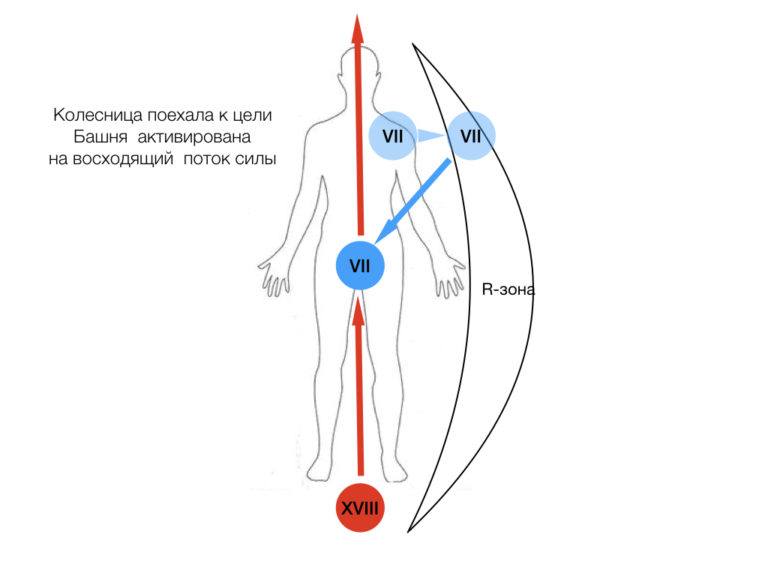 Колесница поехала к цели
Башня активирована
на восходящий поток силы
VII
VII
VII
R-зона
XVIII